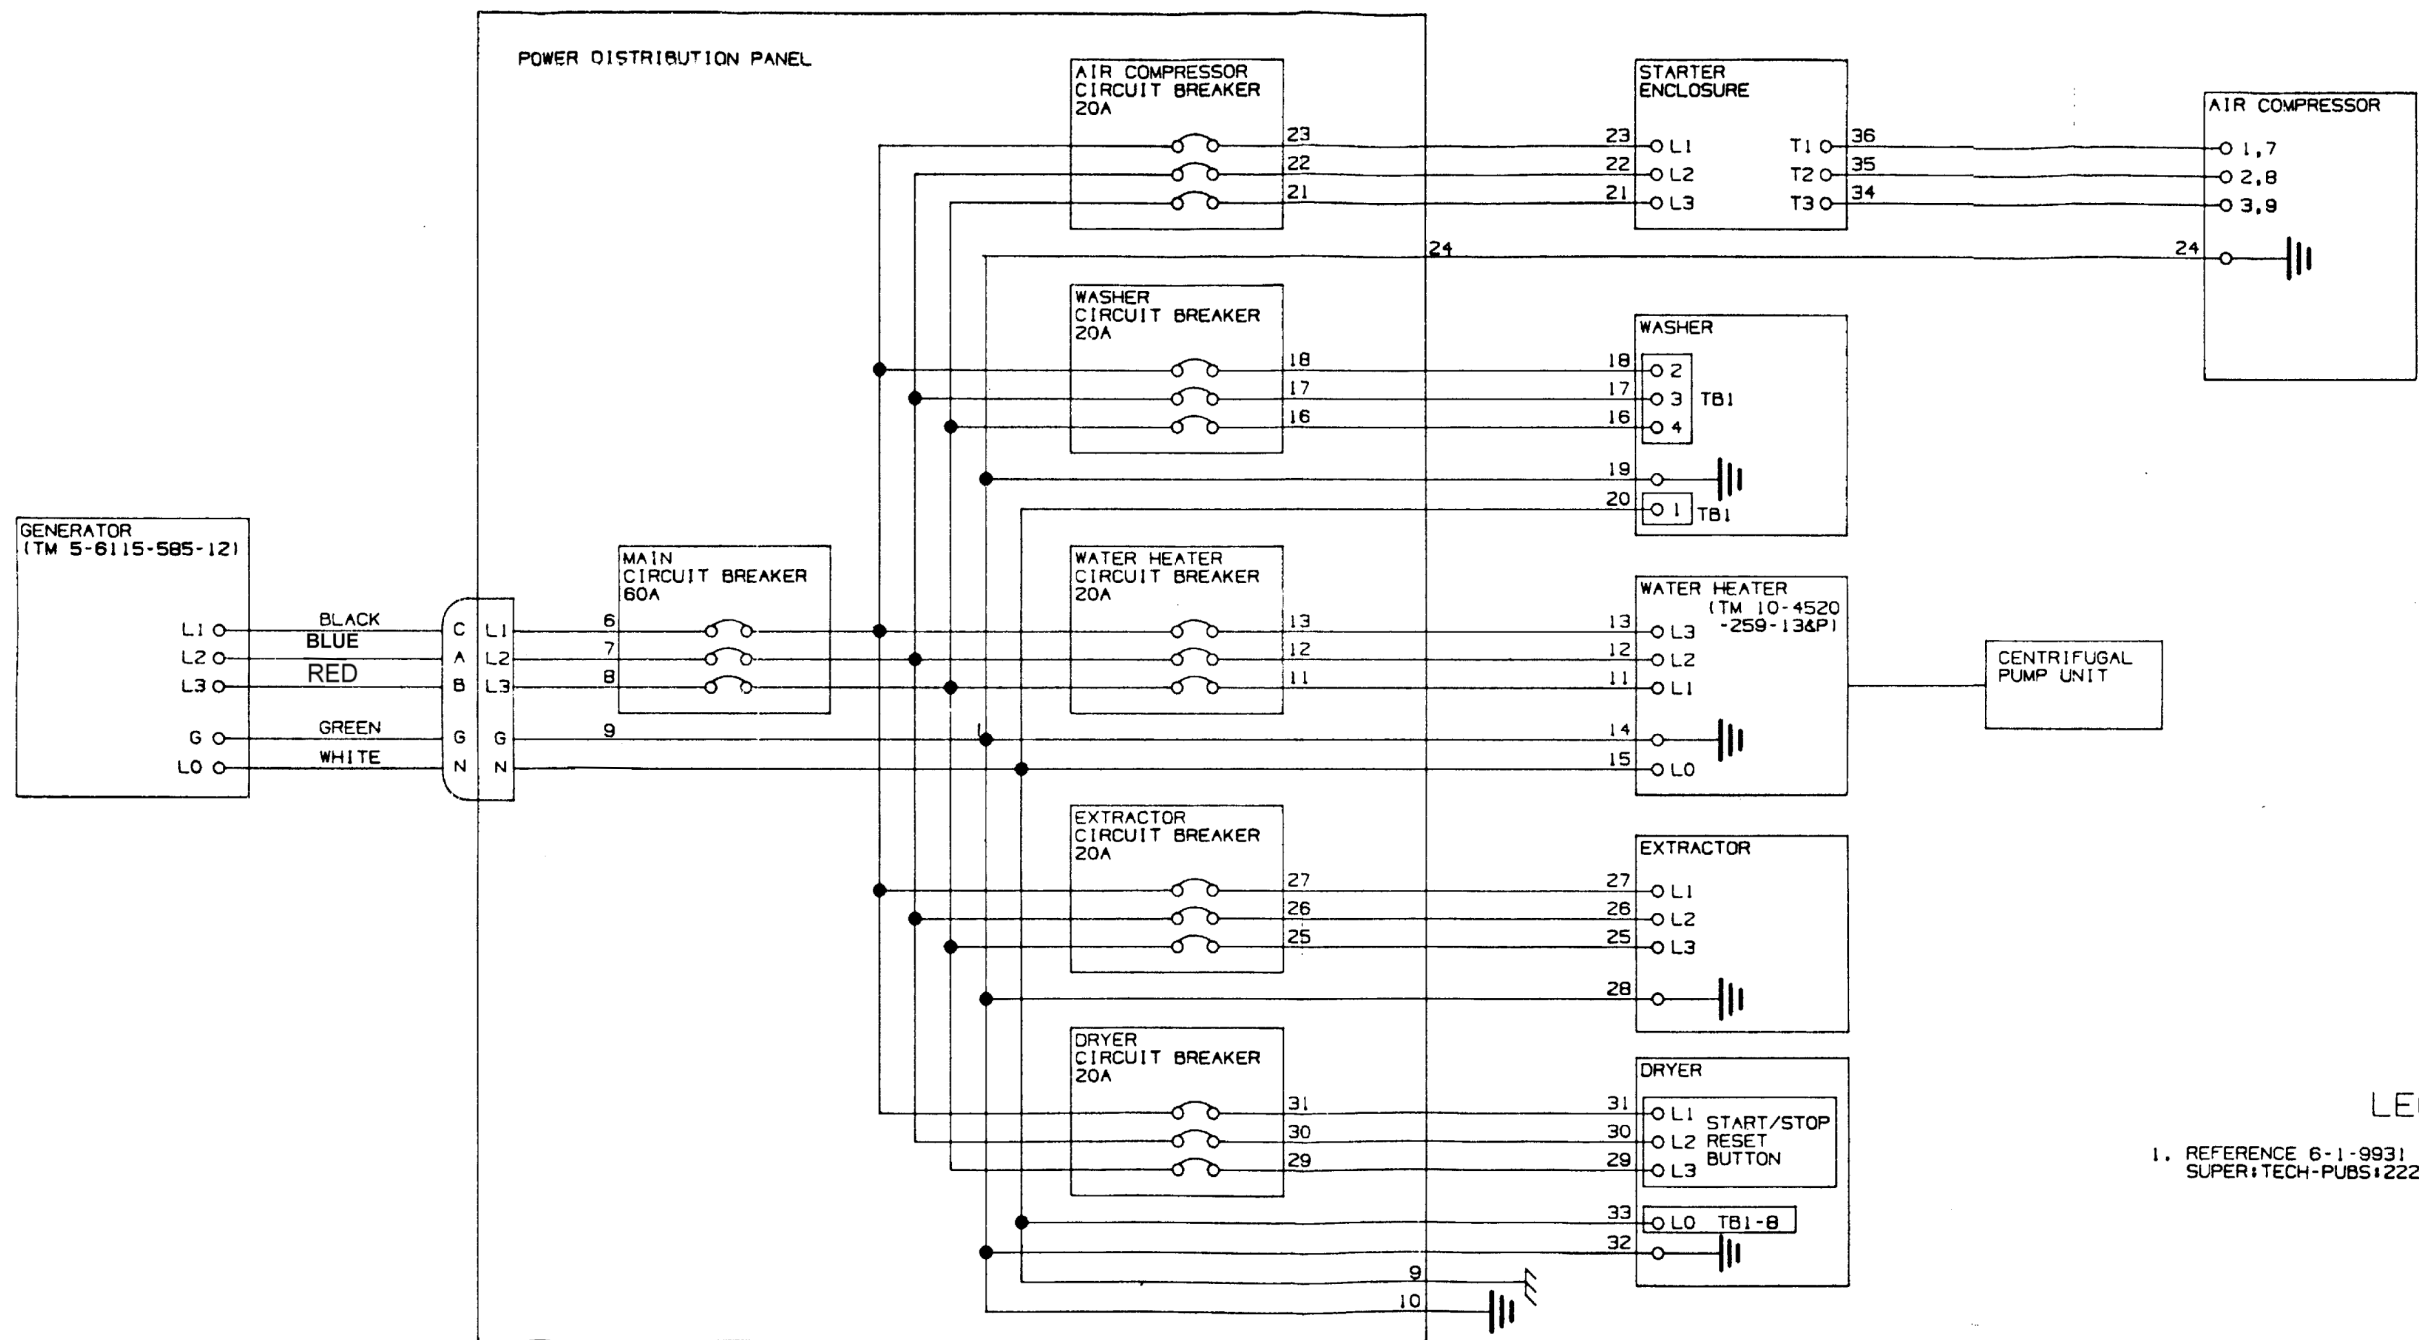 POWER DISTRIBUTION PANEL
AIR COMPRESSOR
CIRCUIT BREAKER
20A
23
22
21
STARTER
ENCLOSURE
23 L1
22 L2
21 L3
T1 36
T2 35
T3 34
AIR COMPRESSOR
1,7
2,8
3,9
24
24
WASHER
CIRCUIT BREAKER
20A
18
17
16
WASHER
18 2
17 3 TB1
16 4
19
20 1 TB1
GENERATOR
(TM 5-6115-585-12)
L1 BLACK C L1 6
L2 BLUE A L2 7
L3 RED B L3 8
G GREEN G G 9
L0 WHITE N N
MAIN
CIRCUIT BREAKER
60A
WATER HEATER
CIRCUIT BREAKER
20A
13
12
11
WATER HEATER
(TM 10-4520
-259-13&P)
13 L3
12 L2
11 L1
14
15 L0
CENTRIFUGAL
PUMP UNIT
EXTRACTOR
CIRCUIT BREAKER
20A
27
26
25
EXTRACTOR
27 L1
26 L2
25 L3
28
DRYER
CIRCUIT BREAKER
20A
31
30
29
DRYER
31 L1
30 L2
29 L3
START/STOP
RESET
BUTTON
33 L0 TB1-8
32
9
10
1. REFERENCE 6-1-9931
SUPER:TECH-PUBS:222